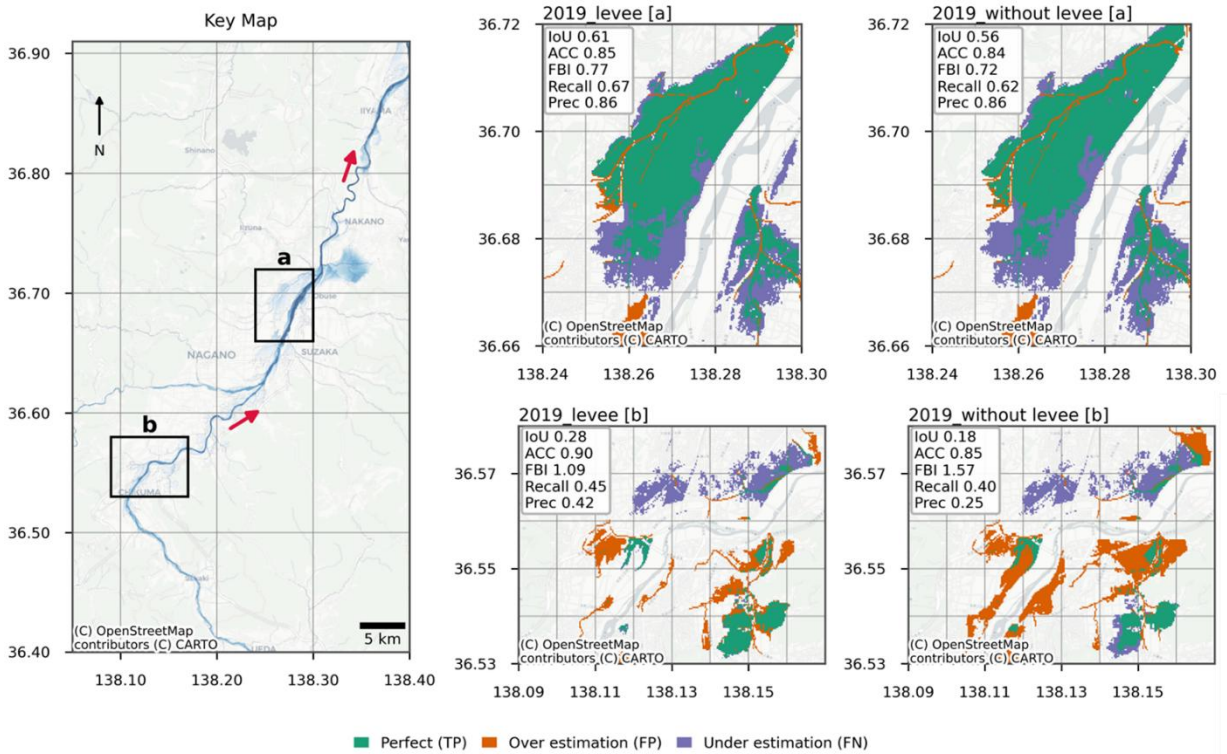 Key Map
36.90
36.80
36.70
36.60
36.50
36.40
138.10
138.20
138.30
138.40
N
IIYAMA
Shinano
NAKANO
Iizuna
a
Obuse
NAGANO
SUZAKA
b
CHIKUMA
Sakaki
UEDA
5 km
(C) OpenStreetMap
contributors (C) CARTO
2019_levee [a]
IoU 0.61
ACC 0.85
FBI 0.77
Recall 0.67
Prec 0.86
36.72
36.70
36.68
36.66
(C) OpenStreetMap
contributors (C) CARTO
138.24
138.26
138.28
138.30
2019_without levee [a]
IoU 0.56
ACC 0.84
FBI 0.72
Recall 0.62
Prec 0.86
(C) OpenStreetMap
contributors (C) CARTO
138.24
138.26
138.28
138.30
2019_levee [b]
IoU 0.28
ACC 0.90
FBI 1.09
Recall 0.45
Prec 0.42
36.57
36.55
36.53
(C) OpenStreetMap
contributors (C) CARTO
138.09
138.11
138.13
138.15
2019_without levee [b]
IoU 0.18
ACC 0.85
FBI 1.57
Recall 0.40
Prec 0.25
36.57
36.55
36.53
(C) OpenStreetMap
contributors (C) CARTO
138.09
138.11
138.13
138.15
Perfect (TP)
Over estimation (FP)
Under estimation (FN)